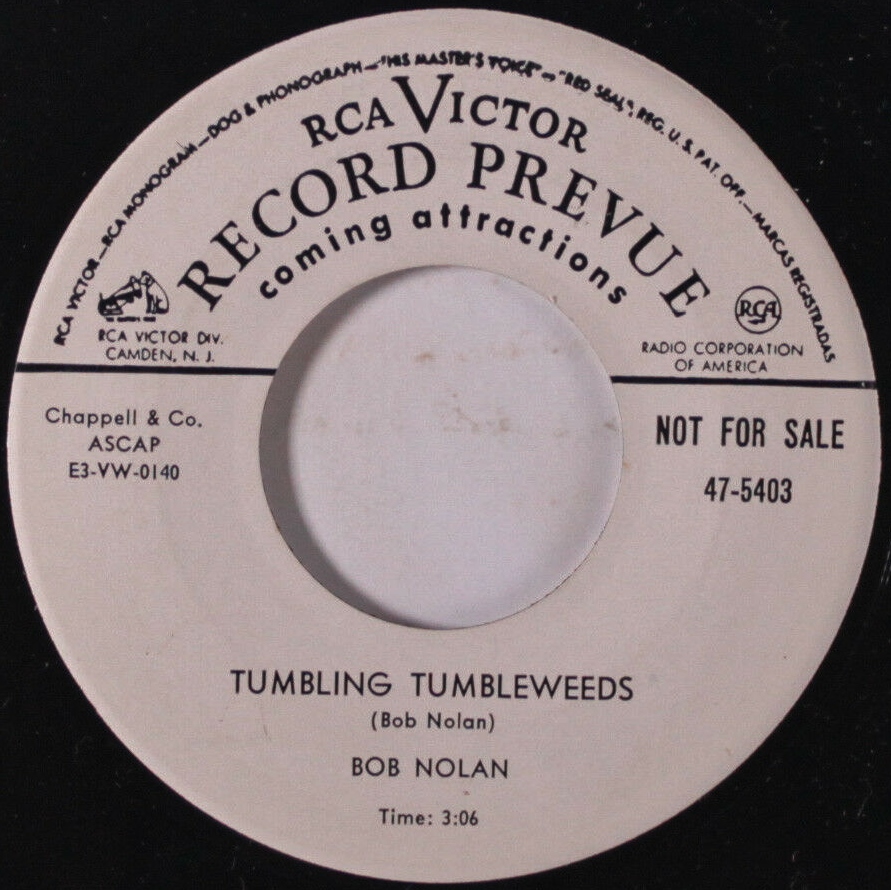 RCA VICTOR—RCA MONOGRAM—DOG & PHONOGRAPH—"HIS MASTER'S VOICE"—"RED SEAL", REG. U. S. PAT. OFF.—MARCAS REGISTRADAS
RCA VICTOR
RECORD PREVUE
coming attractions
RCA VICTOR DIV.
CAMDEN, N. J.
RCA
RADIO CORPORATION
OF AMERICA
Chappell & Co.
ASCAP
E3-VW-0140
NOT FOR SALE
47-5403
TUMBLING TUMBLEWEEDS
(Bob Nolan)
BOB NOLAN
Time: 3:06